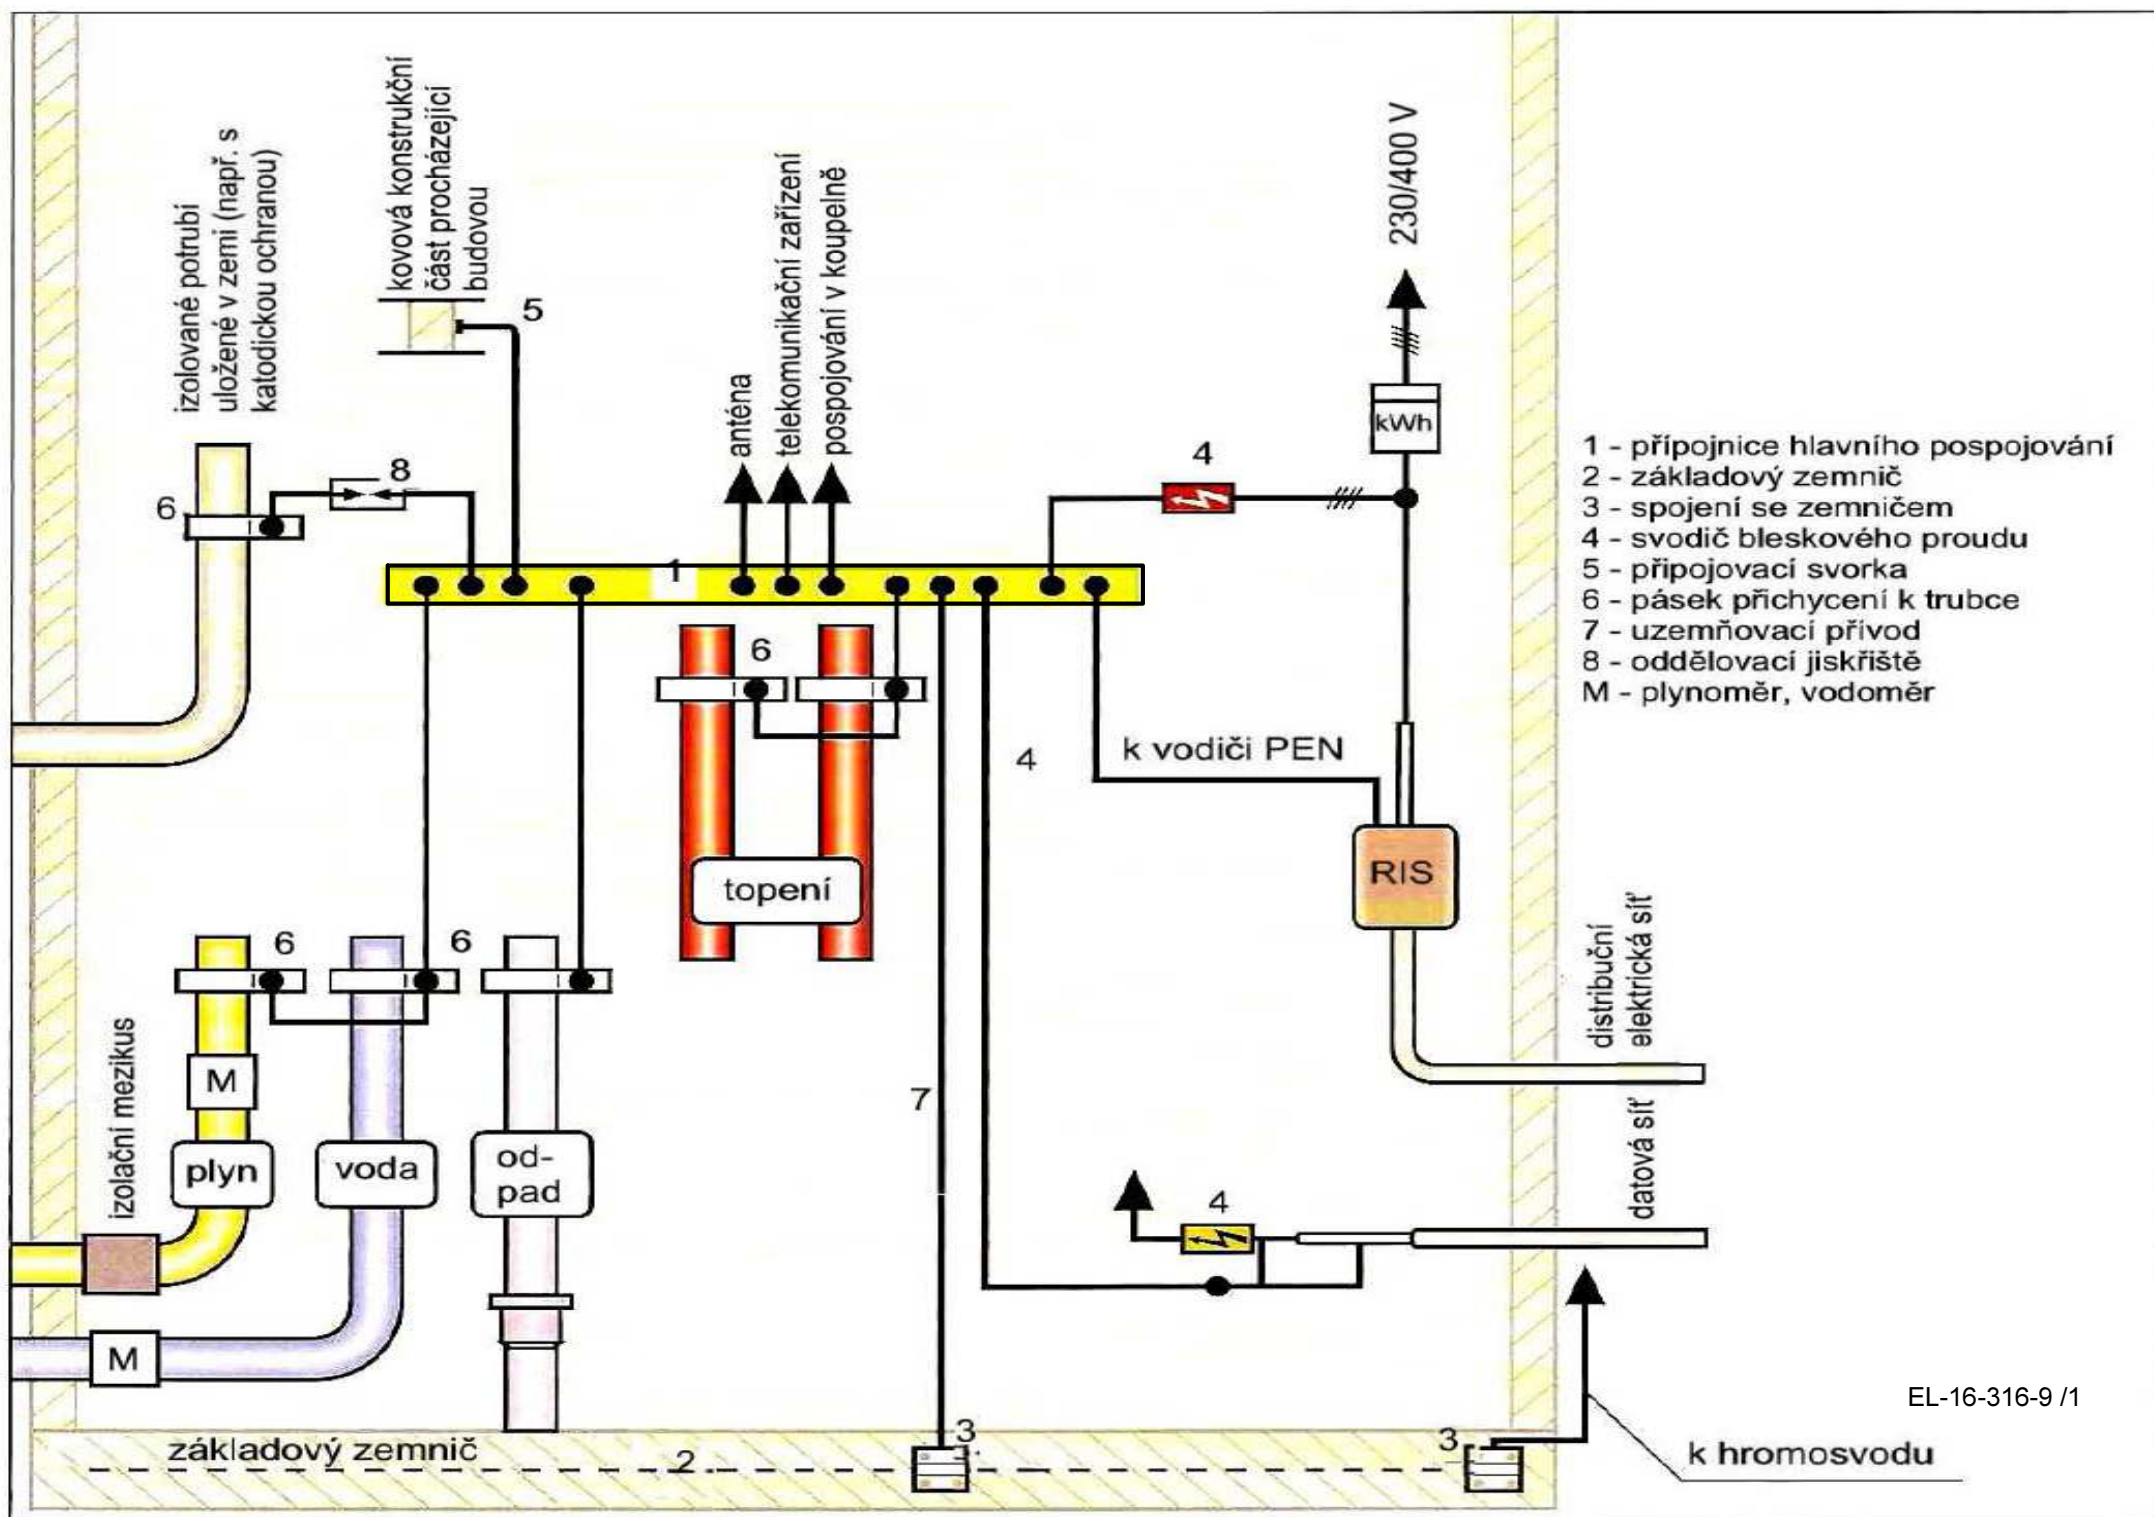 izolované potrubí
uložené v zemi (např. s
katodickou ochranou)
kovová konstrukční
část procházející
budovou
5
8
6
anténa
telekomunikační zařízení
pospojování v koupelně
230/400 V
kWh
4
1
1 - přípojnice hlavního pospojování
2 - základový zemnič
3 - spojení se zemničem
4 - svodič bleskového proudu
5 - připojovací svorka
6 - pásek přichycení k trubce
7 - uzemňovací přívod
8 - oddělovací jiskřiště
M - plynoměr, vodoměr
6
topení
4
k vodiči PEN
RIS
distribuční
elektrická síť
datová síť
6
6
izolační mezikus
M
plyn
voda
od-
pad
M
7
4
základový zemnič
2
3
3
k hromosvodu
EL-16-316-9 /1